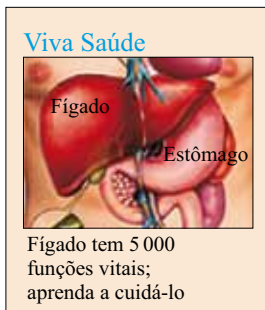 Viva Saúde
Fígado
Estômago
Fígado tem 5 000
funções vitais;
aprenda a cuidá-lo